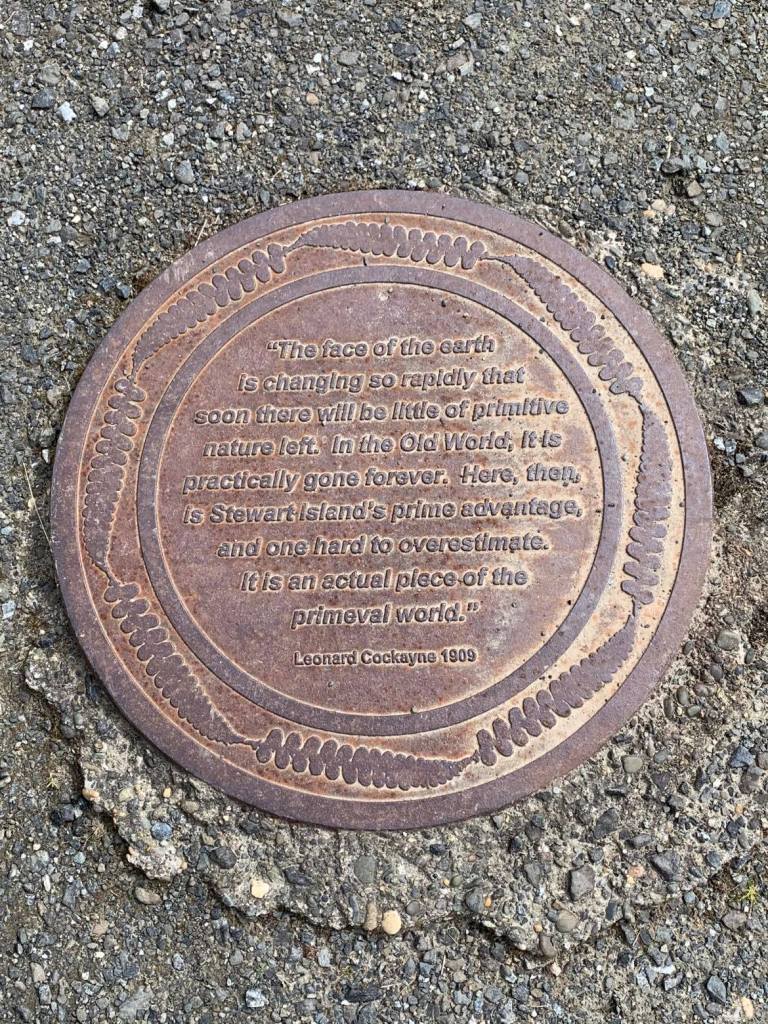 “The face of the earth
is changing so rapidly that
soon there will be little of primitive
nature left. In the Old World, it is
practically gone forever. Here, then,
is Stewart Island’s prime advantage,
and one hard to overestimate.
It is an actual piece of the
primeval world.”
Leonard Cockayne 1909